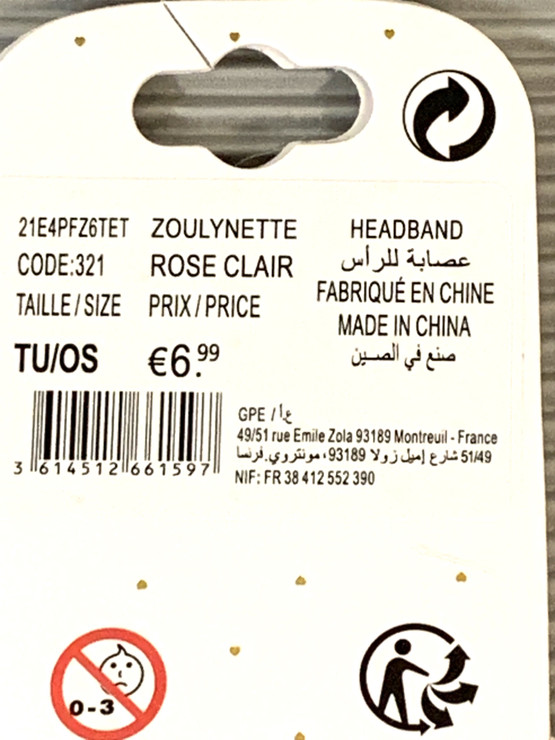 21E4PFZ6TET ZOULYNETTE HEADBAND
CODE:321 ROSE CLAIR عصابة للرأس
TAILLE/SIZE PRIX/PRICE FABRIQUÉ EN CHINE
MADE IN CHINA
TU/OS €6.99 صنع في الصين
GPE / ع/أ
49/51 rue Emile Zola 93189 Montreuil - France
51/49 شارع إميل زولا 93189، مونتروي.فرنسا
NIF: FR 38 412 552 390
3 614512 661597
0-3